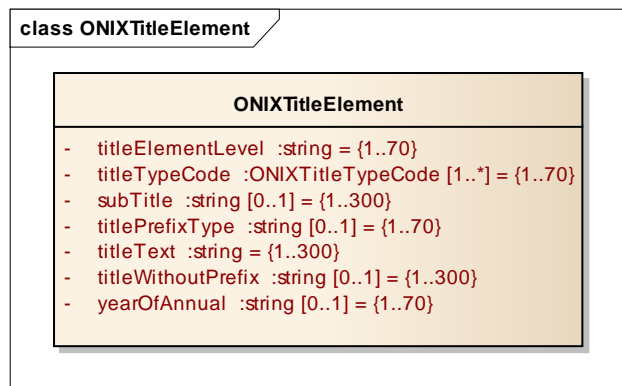 class ONIXTitleElement
ONIXTitleElement
- titleElementLevel :string = {1..70}
- titleTypeCode :ONIXTitleTypeCode [1..*] = {1..70}
- subTitle :string [0..1] = {1..300}
- titlePrefixType :string [0..1] = {1..70}
- titleText :string = {1..300}
- titleWithoutPrefix :string [0..1] = {1..300}
- yearOfAnnual :string [0..1] = {1..70}